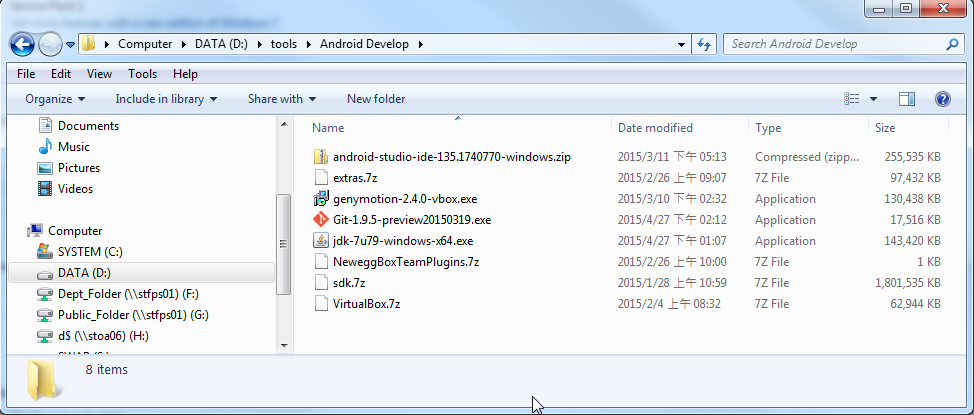 Service Pack 1
Get more features with a new edition of Windows 7
Computer ▸ DATA (D:) ▸ tools ▸ Android Develop ▸
Search Android Develop
File Edit View Tools Help
Organize Include in library Share with New folder
Documents
Music
Pictures
Videos
Computer
SYSTEM (C:)
DATA (D:)
Dept_Folder (\\stfps01) (F:)
Public_Folder (\\stfps01) (G:)
d$ (\\stoa06) (H:)
Name Date modified Type Size
android-studio-ide-135.1740770-windows.zip 2015/3/11 下午 05:13 Compressed (zipp... 255,535 KB
extras.7z 2015/2/26 上午 09:07 7Z File 97,432 KB
genymotion-2.4.0-vbox.exe 2015/3/10 下午 02:32 Application 130,438 KB
Git-1.9.5-preview20150319.exe 2015/4/27 下午 02:12 Application 17,516 KB
jdk-7u79-windows-x64.exe 2015/4/27 下午 01:07 Application 143,420 KB
NeweggBoxTeamPlugins.7z 2015/2/26 上午 10:00 7Z File 1 KB
sdk.7z 2015/1/28 上午 10:59 7Z File 1,801,535 KB
VirtualBox.7z 2015/2/4 上午 08:32 7Z File 62,944 KB
8 items